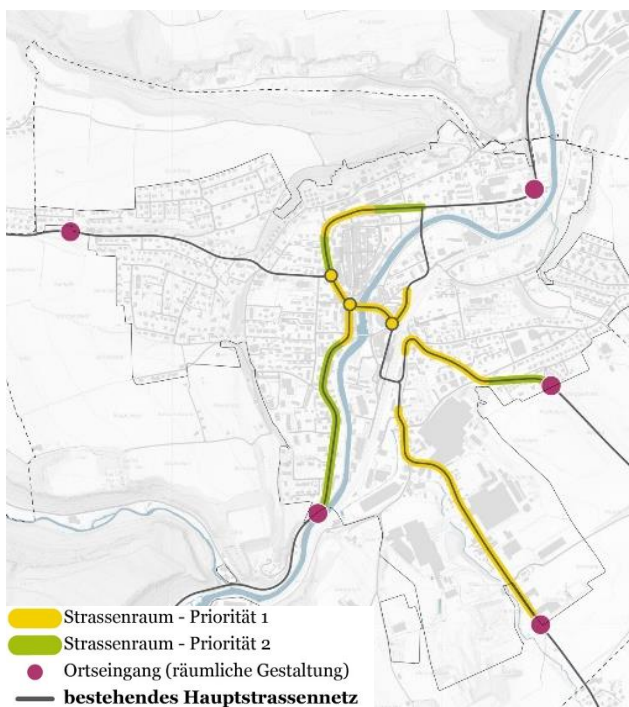 Strassenraum - Priorität 1
Strassenraum - Priorität 2
Ortseingang (räumliche Gestaltung)
bestehendes Hauptstrassennetz